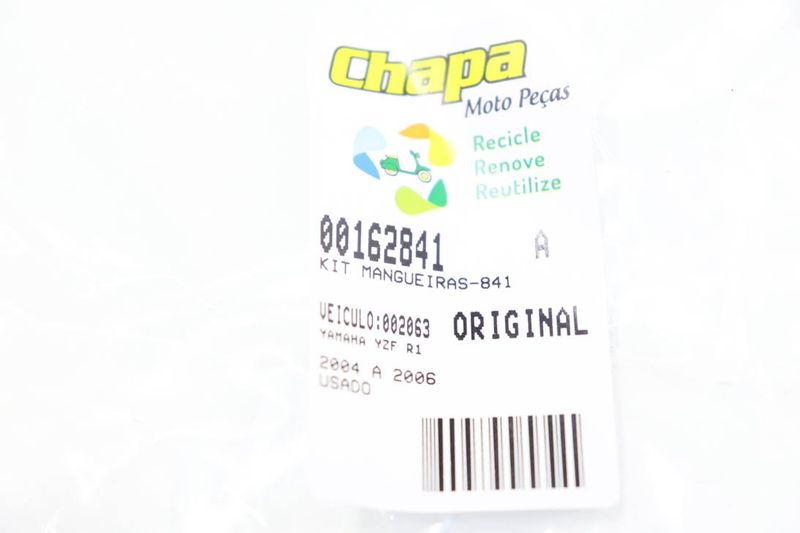 Chapa
Moto Peças
Recicle
Renove
Reutilize
00162841 A
KIT MANGUEIRAS-841
VEICULO:002063 ORIGINAL
YAMAHA YZF R1
2004 A 2006
USADO